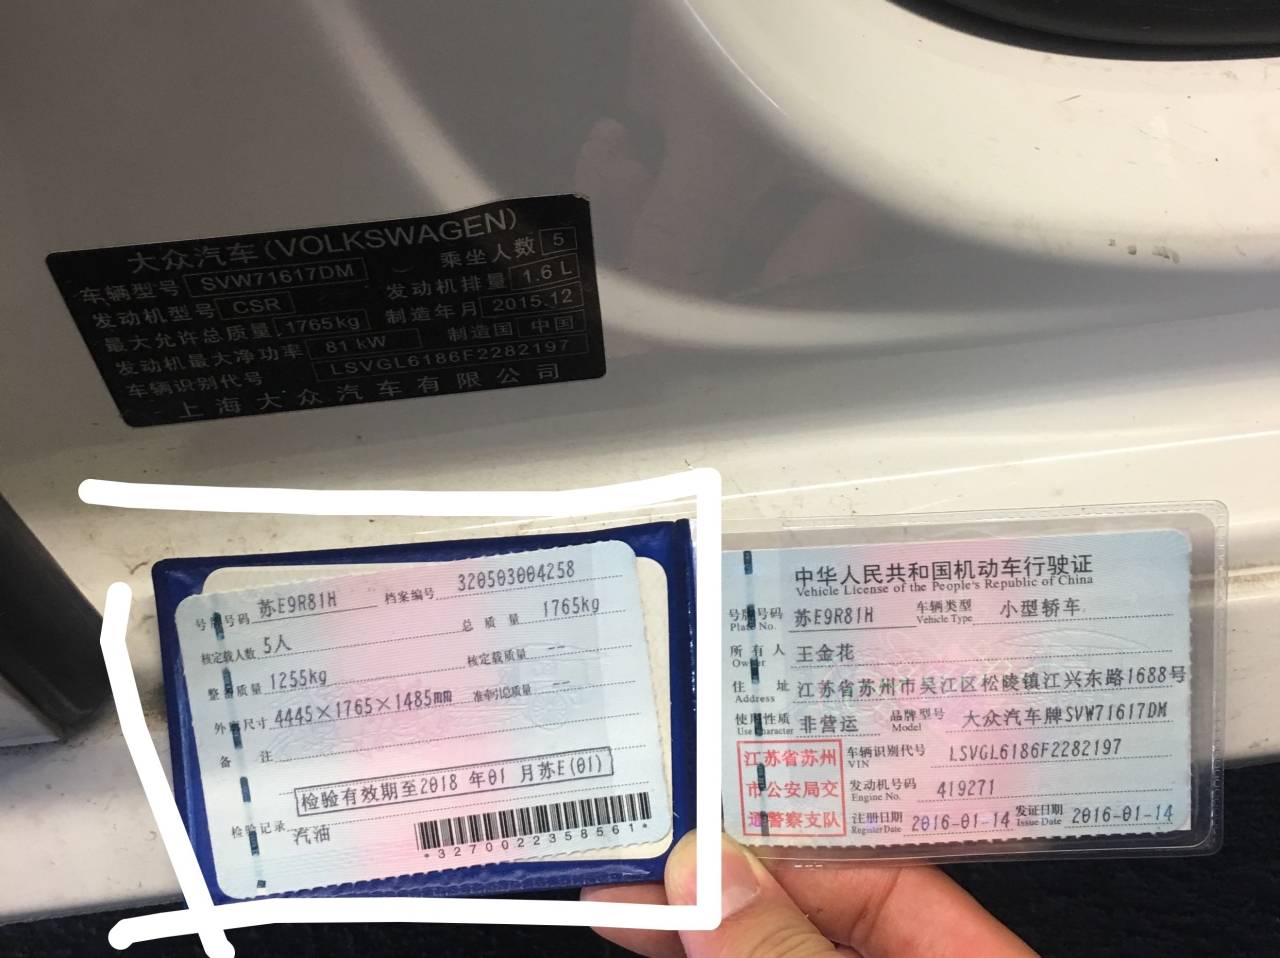 大众汽车(VOLKSWAGEN)
车辆型号 SVW71617DM 乘坐人数 5
发动机型号 CSR 发动机排量 1.6 L
最大允许总质量 1765kg 制造年月 2015.12
发动机最大净功率 81 kW 制造国 中国
车辆识别代号 LSVGL6186F2282197
上海大众汽车有限公司
号牌号码 苏E9R81H 档案编号 320503004258
核定载人数 5人 总质量 1765kg
整备质量 1255kg 核定载质量 --
外廓尺寸 4445×1765×1485mm 准牵引总质量 --
备注
检验有效期至2018 年01 月苏E(01)
检验记录 汽油
*3270022358561*
中华人民共和国机动车行驶证
Vehicle License of the People's Republic of China
号牌号码 苏E9R81H 车辆类型 小型轿车
Plate No. Vehicle Type
所有人 王金花
Owner
住址 江苏省苏州市吴江区松陵镇江兴东路1688号
Address
使用性质 非营运 品牌型号 大众汽车牌SVW71617DM
Use Character Model
江苏省苏州
市公安局交
通警察支队
车辆识别代号 LSVGL6186F2282197
VIN
发动机号码 419271
Engine No.
注册日期 2016-01-14 发证日期 2016-01-14
Register Date Issue Date